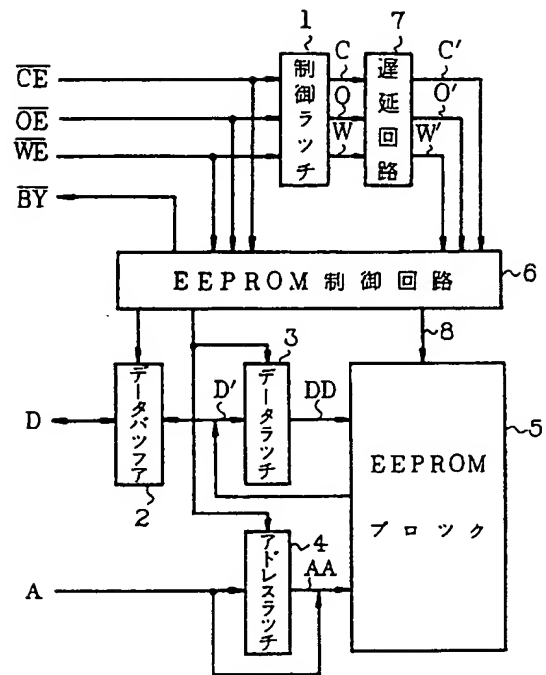 1
7
C
C'
CE
O
O'
OE
W
W'
WE
制御ラッチ
遅延回路
BY
EEPROM制御回路
6
8
3
D'
DD
D
データバッファ
データラッチ
2
EEPROM
ブロック
5
4
AA
A
アドレスラッチ